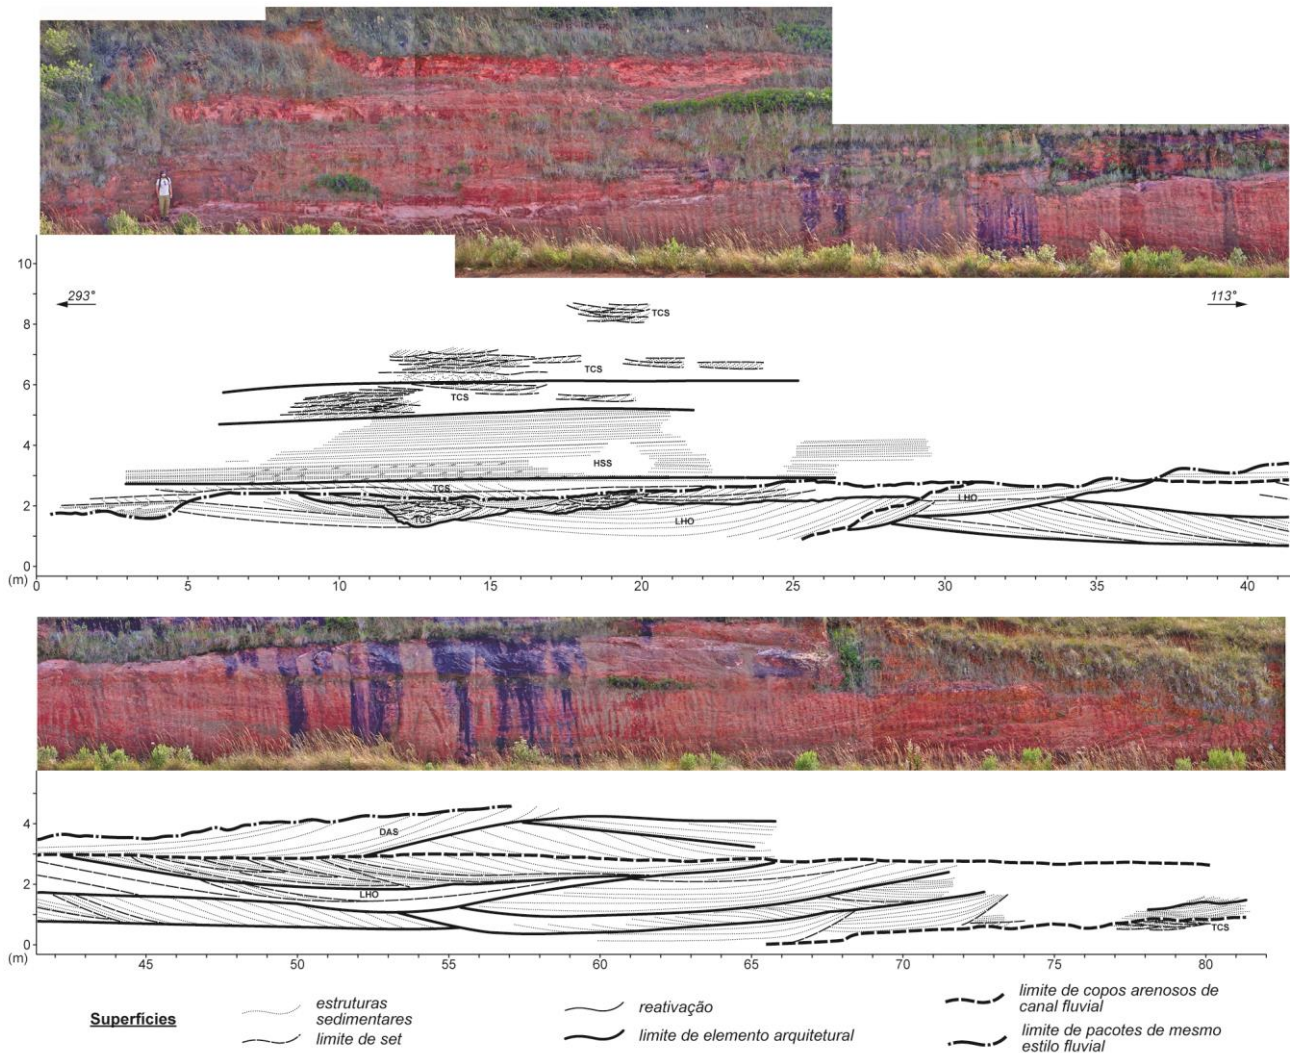 10
293°
113°
TCS
8
TCS
6
TCS
4
HSS
TCS
2
LHO
TCS
LHO
0
(m)
0 5 10 15 20 25 30 35 40
4
DAS
2
LHO
TCS
0
(m)
45 50 55 60 65 70 75 80
Superfícies
estruturas
sedimentares
limite de set
reativação
limite de elemento arquitetural
limite de copos arenosos de
canal fluvial
limite de pacotes de mesmo
estilo fluvial